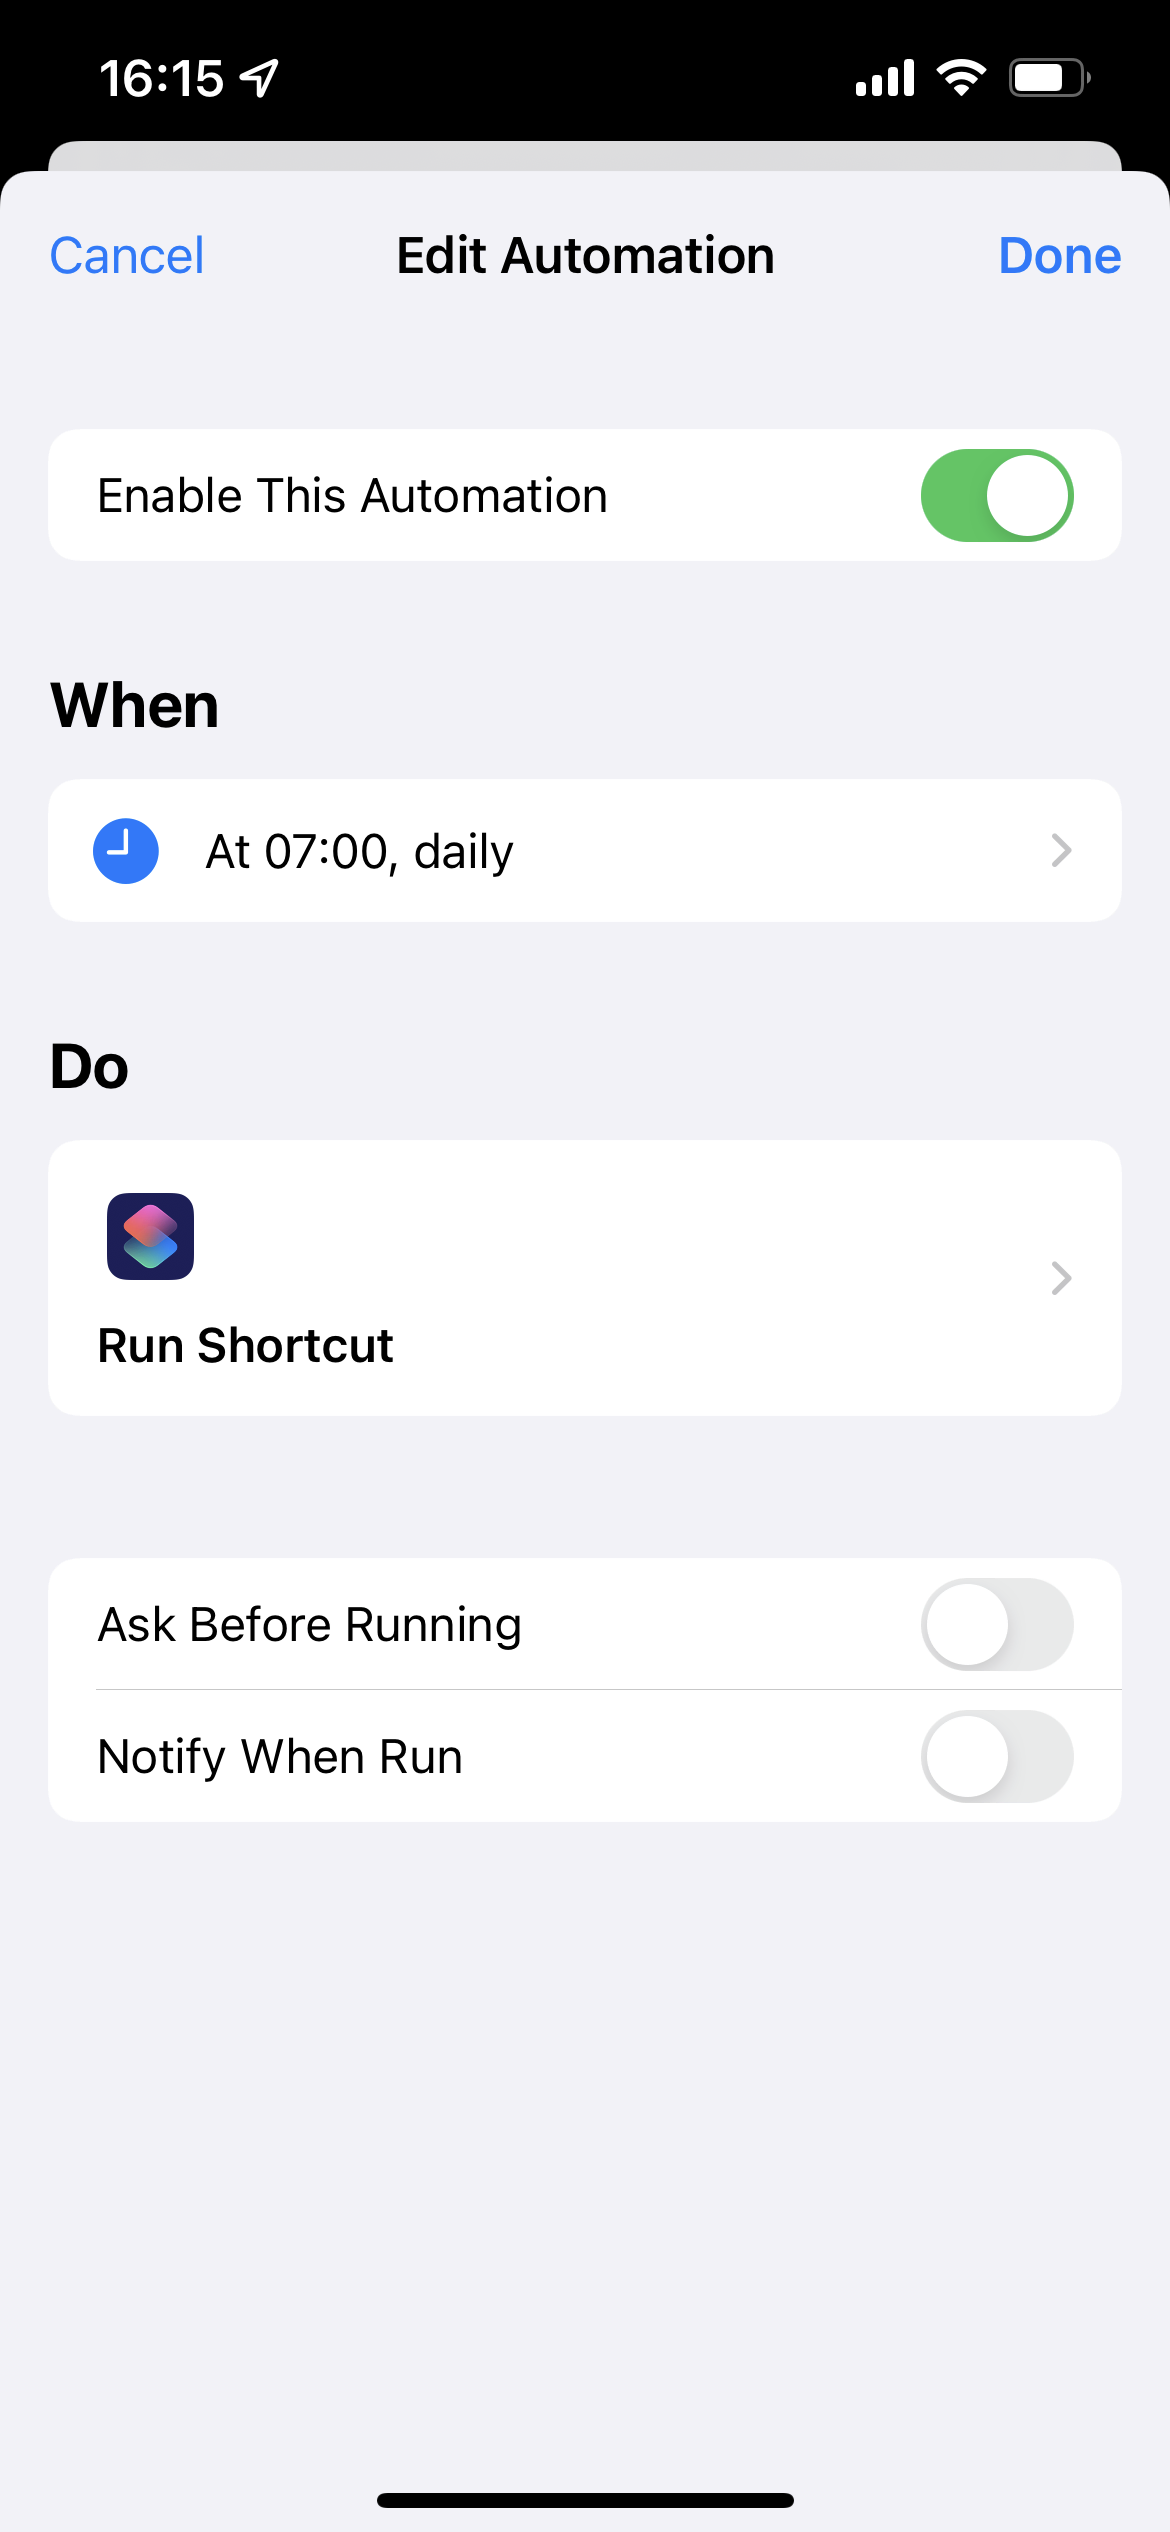 16:15
Cancel
Edit Automation
Done
Enable This Automation
When
At 07:00, daily
Do
Run Shortcut
Ask Before Running
Notify When Run